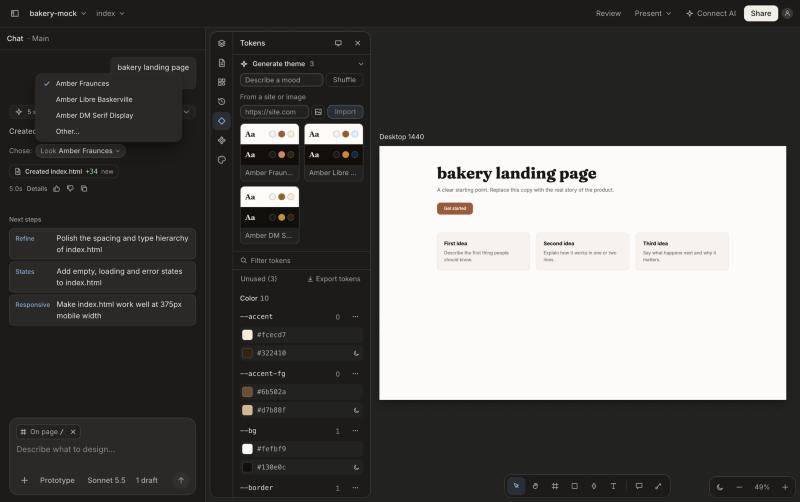 bakery-mock
index
Review
Present
Connect AI
Share
Chat · Main
bakery landing page
Amber Fraunces
Amber Libre Baskerville
Amber DM Serif Display
Other...
5 s
Created
Chose:
Look Amber Fraunces
Created index.html +34 new
5.0s Details
Next steps
Refine
Polish the spacing and type hierarchy
of index.html
States
Add empty, loading and error states
to index.html
Responsive
Make index.html work well at 375px
mobile width
On page /
Describe what to design...
Prototype
Sonnet 5.5
1 draft
Tokens
Generate theme 3
Describe a mood
Shuffle
From a site or image
https://site.com
Import
Aa
Aa
Amber Fraun...
Aa
Aa
Amber Libre ...
Aa
Aa
Amber DM S...
Filter tokens
Unused (3)
Export tokens
Color 10
--accent 0
#fcecd7
#322410
--accent-fg 0
#6b502a
#d7b88f
--bg 1
#fefbf9
#130e0c
--border 1
Desktop 1440
bakery landing page
A clear starting point. Replace this copy with the real story of the product.
Get started
First idea
Describe the first thing people
should know.
Second idea
Explain how it works in one or two
lines.
Third idea
Say what happens next and why it
matters.
49%